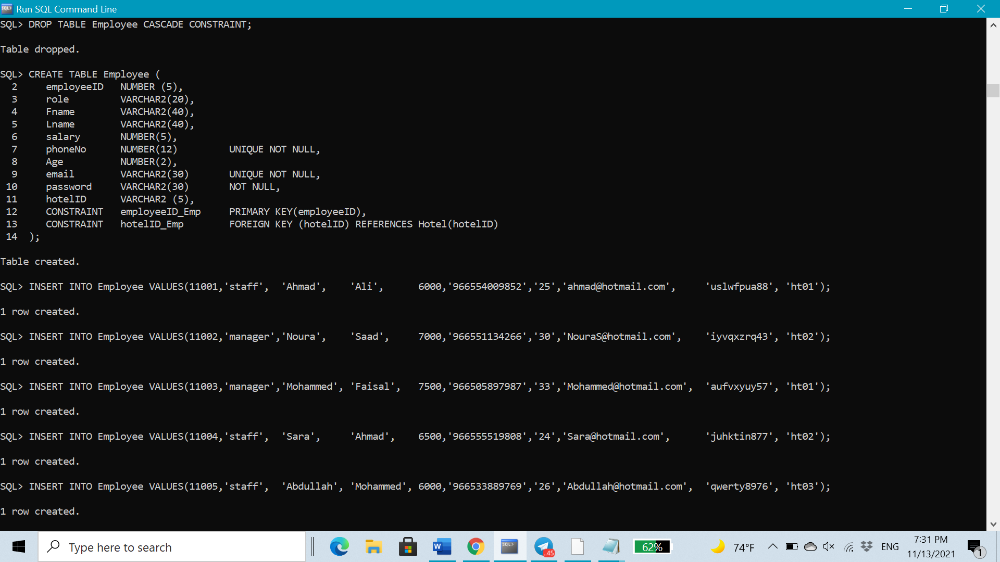 Run SQL Command Line
SQL> DROP TABLE Employee CASCADE CONSTRAINT;
Table dropped.
SQL> CREATE TABLE Employee (
2 employeeID NUMBER (5),
3 role VARCHAR2(20),
4 Fname VARCHAR2(40),
5 Lname VARCHAR2(40),
6 salary NUMBER(5),
7 phoneNo NUMBER(12) UNIQUE NOT NULL,
8 Age NUMBER(2),
9 email VARCHAR2(30) UNIQUE NOT NULL,
10 password VARCHAR2(30) NOT NULL,
11 hotelID VARCHAR2 (5),
12 CONSTRAINT employeeID_Emp PRIMARY KEY(employeeID),
13 CONSTRAINT hotelID_Emp FOREIGN KEY (hotelID) REFERENCES Hotel(hotelID)
14 );
Table created.
SQL> INSERT INTO Employee VALUES(11001,'staff', 'Ahmad', 'Ali', 6000,'966554009852','25','ahmad@hotmail.com', 'uslwfpua88', 'ht01');
1 row created.
SQL> INSERT INTO Employee VALUES(11002,'manager','Noura', 'Saad', 7000,'966551134266','30','NouraS@hotmail.com', 'iyvqxzrq43', 'ht02');
1 row created.
SQL> INSERT INTO Employee VALUES(11003,'manager','Mohammed', 'Faisal', 7500,'966505897987','33','Mohammed@hotmail.com', 'aufvxyuy57', 'ht01');
1 row created.
SQL> INSERT INTO Employee VALUES(11004,'staff', 'Sara', 'Ahmad', 6500,'966555519808','24','Sara@hotmail.com', 'juhktin877', 'ht02');
1 row created.
SQL> INSERT INTO Employee VALUES(11005,'staff', 'Abdullah', 'Mohammed', 6000,'966533889769','26','Abdullah@hotmail.com', 'qwerty8976', 'ht03');
1 row created.
Type here to search
W
SQL>
..45
62%
74°F
ENG
7:31 PM
11/13/2021
1